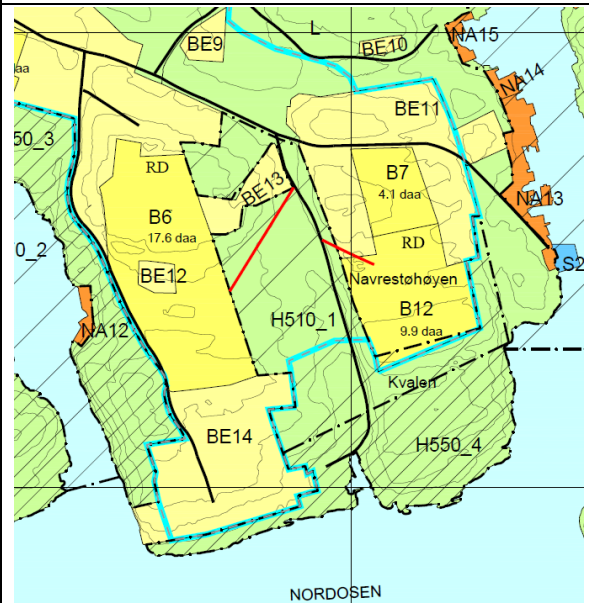 L
NA15
BE9
BE10
aa
NA14
BE11
50_3
RD
B7
4.1 daa
BE13
NA13
B6
17.6 daa
RD
0_2
S2
BE12
Navrestøhøyen
H510_1
B12
9.9 daa
NA12
Kvalen
BE14
H550_4
NORDOSEN